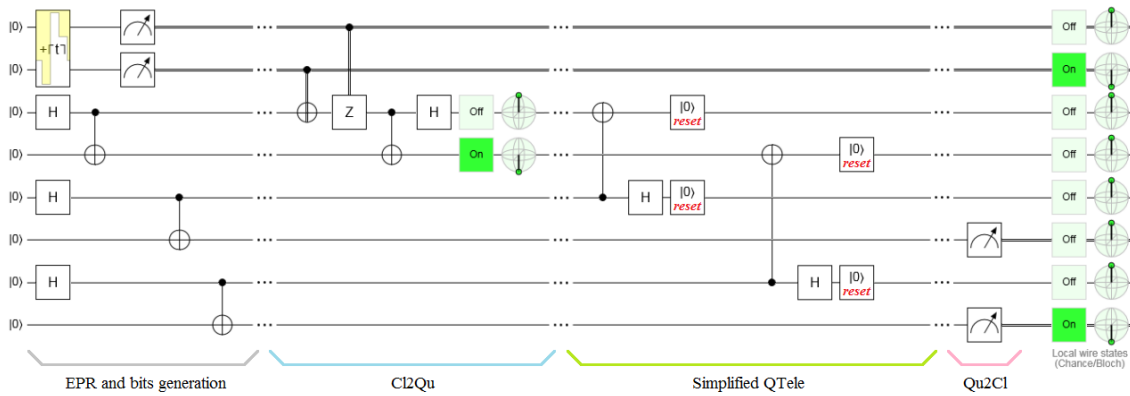 |0⟩ +⌈t⌉ Off
|0⟩ On
|0⟩ H Z H Off |0⟩ reset Off
|0⟩ On |0⟩ reset Off
|0⟩ H H |0⟩ reset Off
|0⟩ Off
|0⟩ H H |0⟩ reset Off
|0⟩ On
Local wire states
(Chance/Bloch)
EPR and bits generation Cl2Qu Simplified QTele Qu2Cl